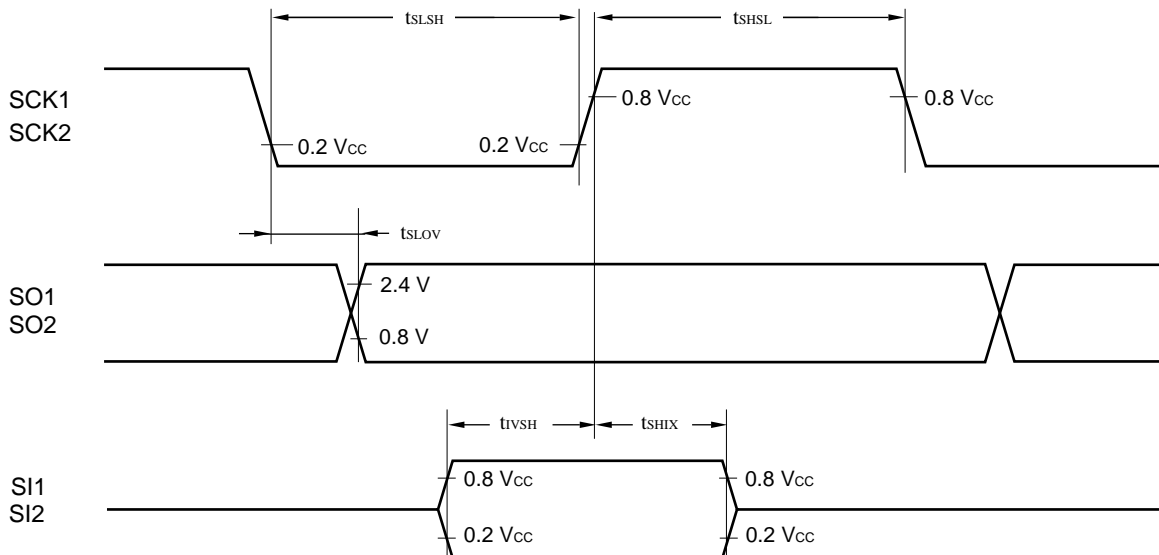 tSLSH tSHSL
SCK1
SCK2
0.8 VCC 0.8 VCC
0.2 VCC 0.2 VCC
tSLOV
SO1
SO2
2.4 V
0.8 V
tIVSH tSHIX
SI1
SI2
0.8 VCC 0.8 VCC
0.2 VCC 0.2 VCC